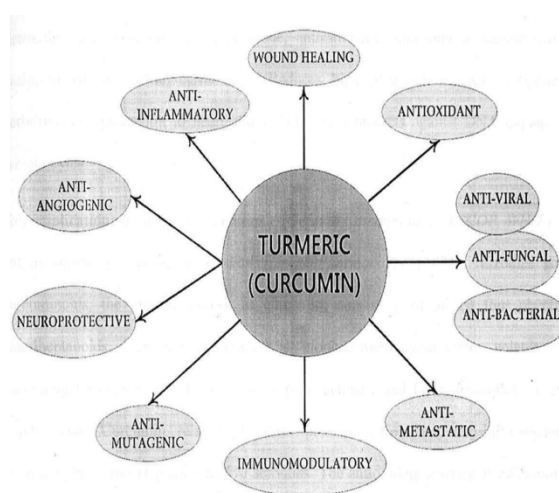 WOUND HEALING
ANTI-
INFLAMMATORY
ANTIOXIDANT
ANTI-
ANGIOGENIC
ANTI-VIRAL
TURMERIC
(CURCUMIN)
ANTI-FUNGAL
NEUROPROTECTIVE
ANTI-BACTERIAL
ANTI-
MUTAGENIC
ANTI-
METASTATIC
IMMUNOMODULATORY